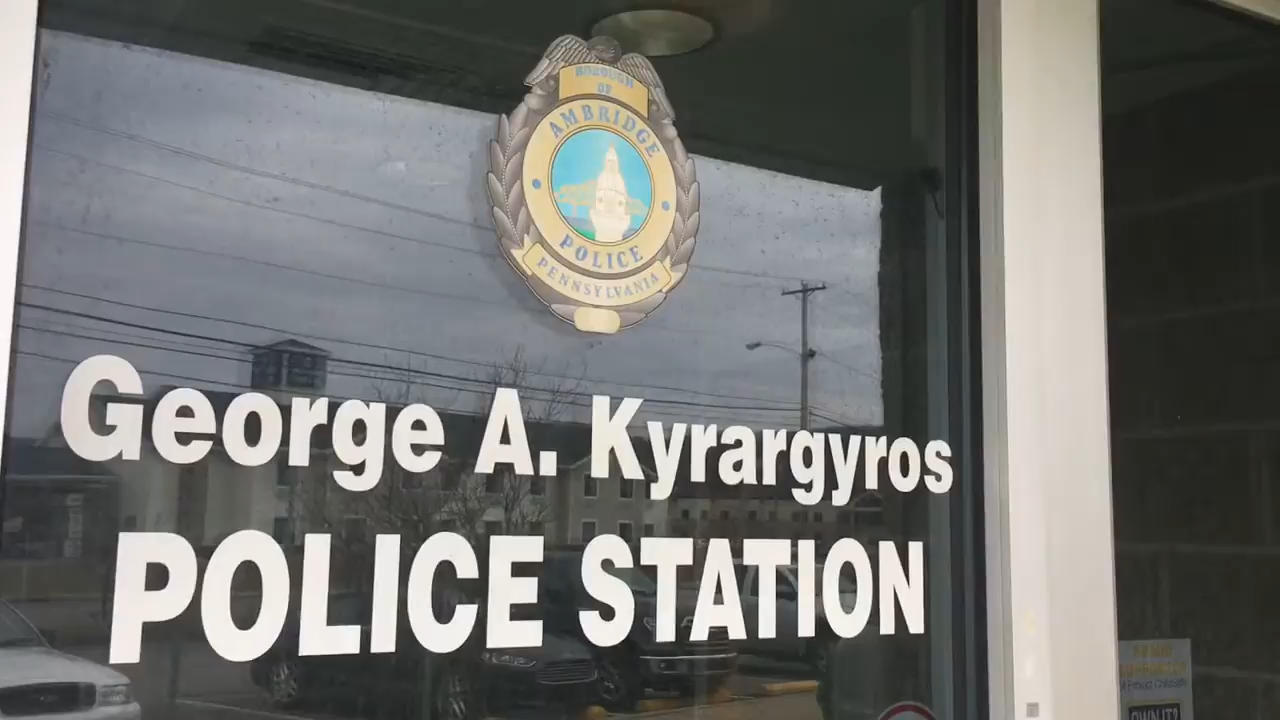 BOROUGH
OF
AMBRIDGE
POLICE
PENNSYLVANIA
George A. Kyrargyros
POLICE STATION